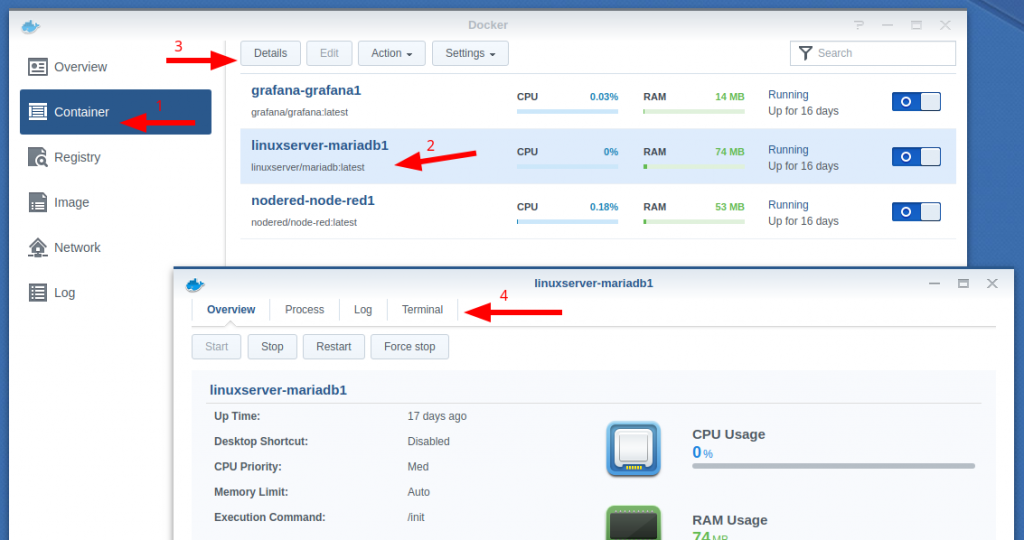 Docker
Overview
Container
Registry
Image
Network
Log
1
3
Details Edit Action Settings Search
grafana-grafana1
grafana/grafana:latest
CPU 0.03% RAM 14 MB
Running
Up for 16 days
linuxserver-mariadb1
linuxserver/mariadb:latest
2
CPU 0% RAM 74 MB
Running
Up for 16 days
nodered-node-red1
nodered/node-red:latest
CPU 0.18% RAM 53 MB
Running
Up for 16 days
linuxserver-mariadb1
Overview Process Log Terminal
4
Start Stop Restart Force stop
linuxserver-mariadb1
Up Time: 17 days ago
Desktop Shortcut: Disabled
CPU Priority: Med
Memory Limit: Auto
Execution Command: /init
CPU Usage
0%
RAM Usage
74 MB